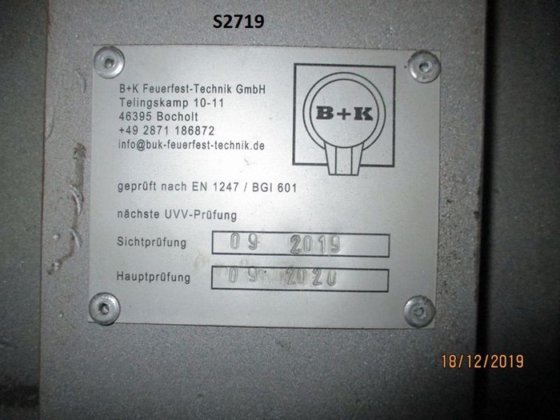 S2719
B+K Feuerfest-Technik GmbH
Telingskamp 10-11
46395 Bocholt
+49 2871 186872
info@buk-feuerfest-technik.de
B+K
geprüft nach EN 1247 / BGI 601
nächste UVV-Prüfung
Sichtprüfung 09 2019
Hauptprüfung 09 2020
18/12/2019